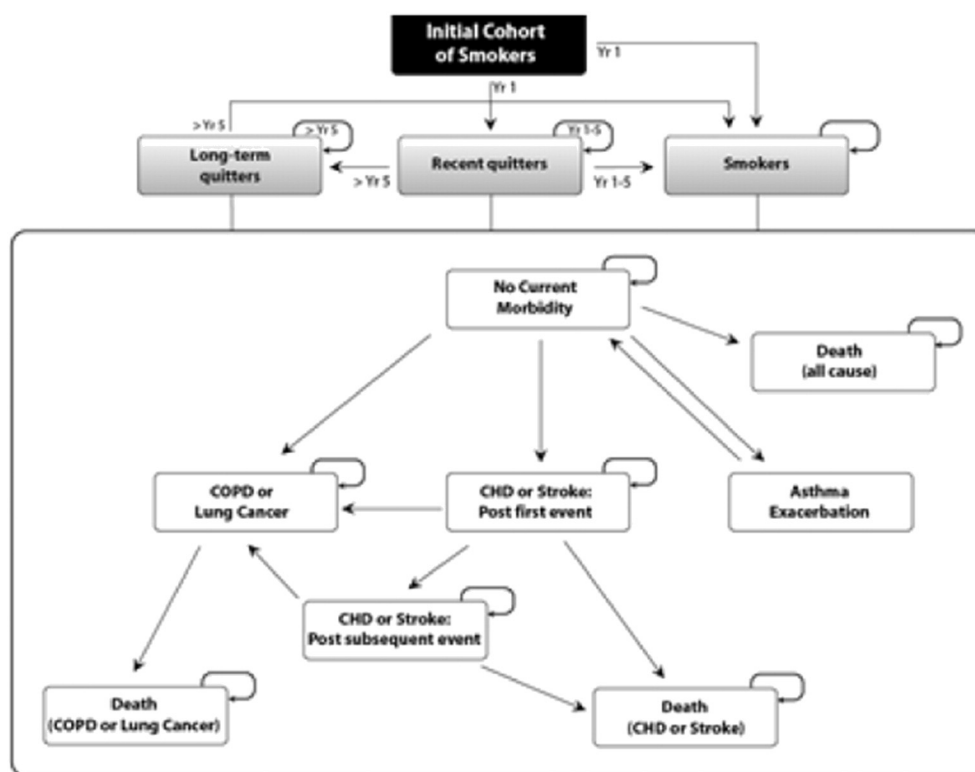 Initial Cohort
of Smokers
Yr 1
Yr 1
> Yr 5
> Yr 5
Yr 1-5
Long-term
quitters
Recent quitters
Smokers
> Yr 5
Yr 1-5
No Current
Morbidity
Death
(all cause)
COPD or
Lung Cancer
CHD or Stroke:
Post first event
Asthma
Exacerbation
CHD or Stroke:
Post subsequent event
Death
(COPD or Lung Cancer)
Death
(CHD or Stroke)